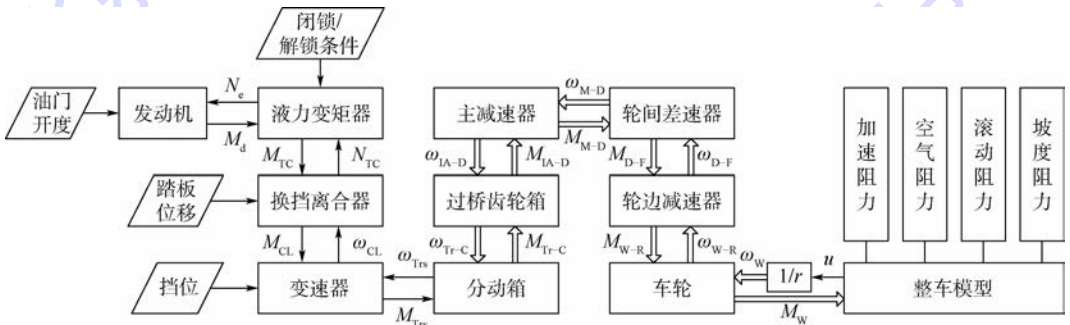 闭锁/
解锁条件
油门
开度
发动机
N_e
M_d
液力变矩器
M_TC
N_TC
踏板
位移
换挡离合器
M_CL
ω_CL
挡位
变速器
ω_Trs
M_Trs
主减速器
ω_M-D
M_M-D
轮间差速器
ω_IA-D
M_IA-D
M_D-F
ω_D-F
过桥齿轮箱
轮边减速器
ω_Tr-C
M_Tr-C
M_W-R
ω_W-R
分动箱
车轮
ω_W
1/r
u
M_W
整车模型
加速阻力
空气阻力
滚动阻力
坡度阻力